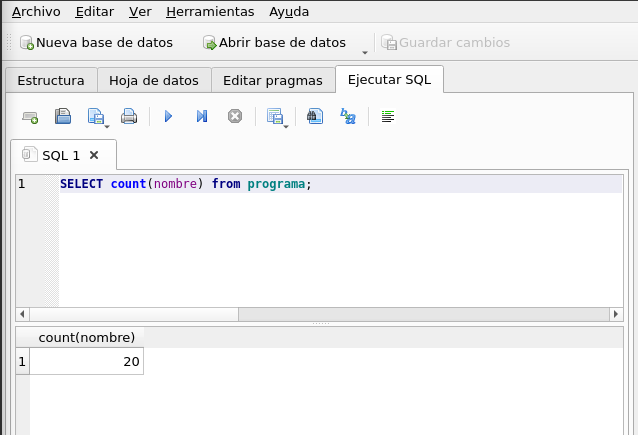 Archivo Editar Ver Herramientas Ayuda
Nueva base de datos Abrir base de datos Guardar cambios
Estructura Hoja de datos Editar pragmas Ejecutar SQL
SQL 1
1 SELECT count(nombre) from programa;
count(nombre)
1 20